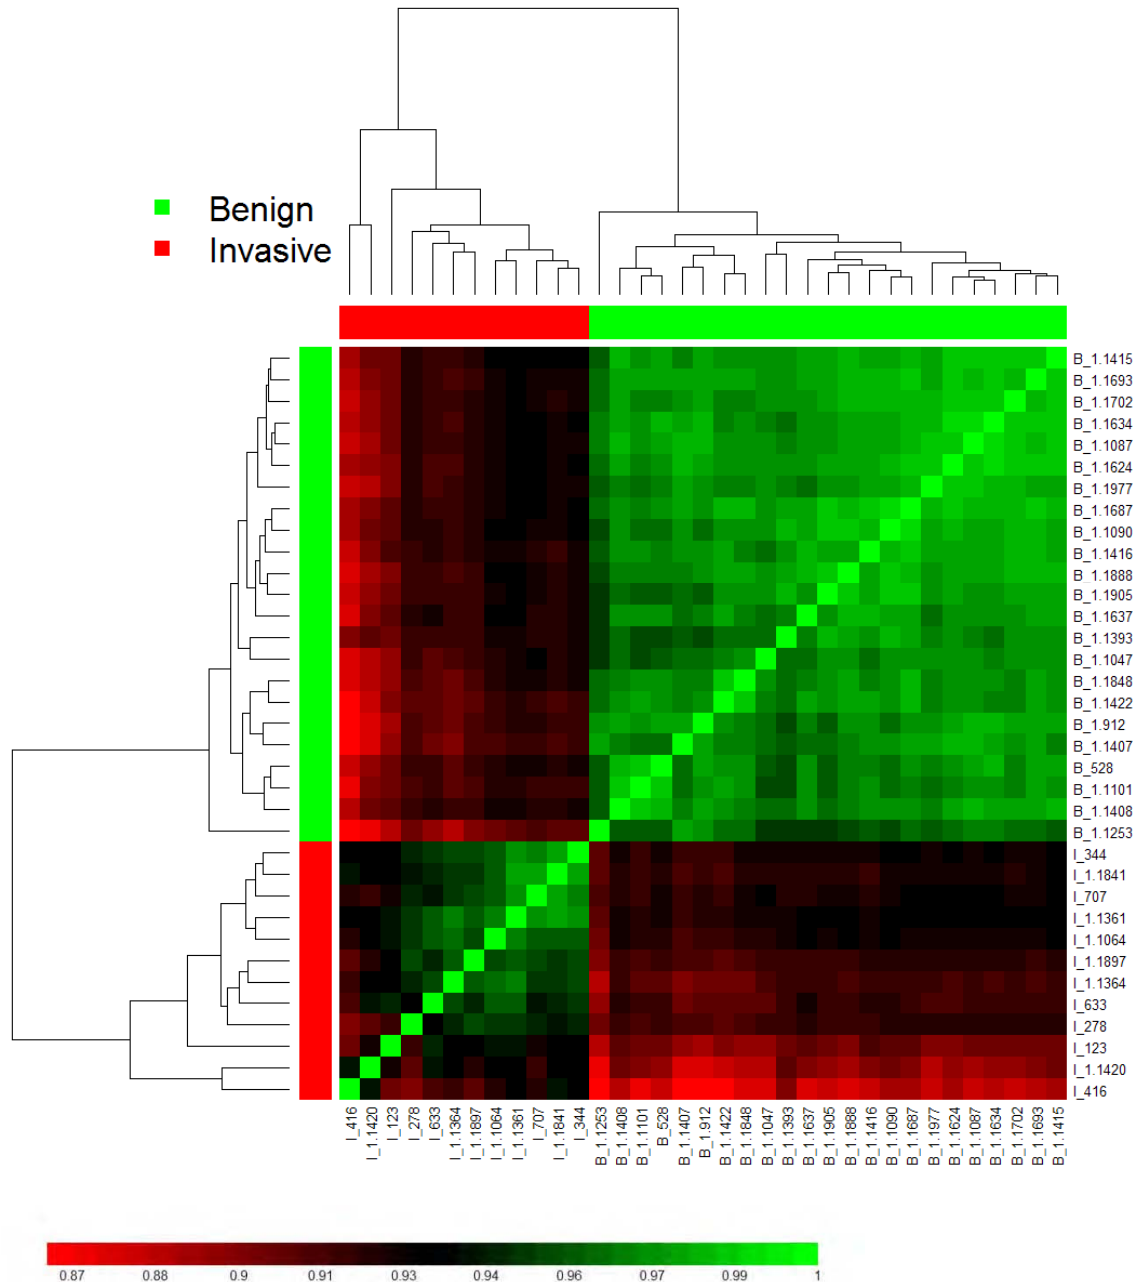 Benign
Invasive
B_1.1415
B_1.1693
B_1.1702
B_1.1634
B_1.1087
B_1.1624
B_1.1977
B_1.1687
B_1.1090
B_1.1416
B_1.1888
B_1.1905
B_1.1637
B_1.1393
B_1.1047
B_1.1848
B_1.1422
B_1.912
B_1.1407
B_528
B_1.1101
B_1.1408
B_1.1253
I_344
I_1.1841
I_707
I_1.1361
I_1.1064
I_1.1897
I_1.1364
I_633
I_278
I_123
I_1.1420
I_416
I_416
I_1.1420
I_123
I_278
I_633
I_1.1364
I_1.1897
I_1.1064
I_1.1361
I_707
I_1.1841
I_344
B_1.1253
B_1.1408
B_1.1101
B_528
B_1.1407
B_1.912
B_1.1422
B_1.1848
B_1.1047
B_1.1393
B_1.1637
B_1.1905
B_1.1888
B_1.1416
B_1.1090
B_1.1687
B_1.1977
B_1.1624
B_1.1087
B_1.1634
B_1.1702
B_1.1693
B_1.1415
0.87 0.88 0.9 0.91 0.93 0.94 0.96 0.97 0.99 1